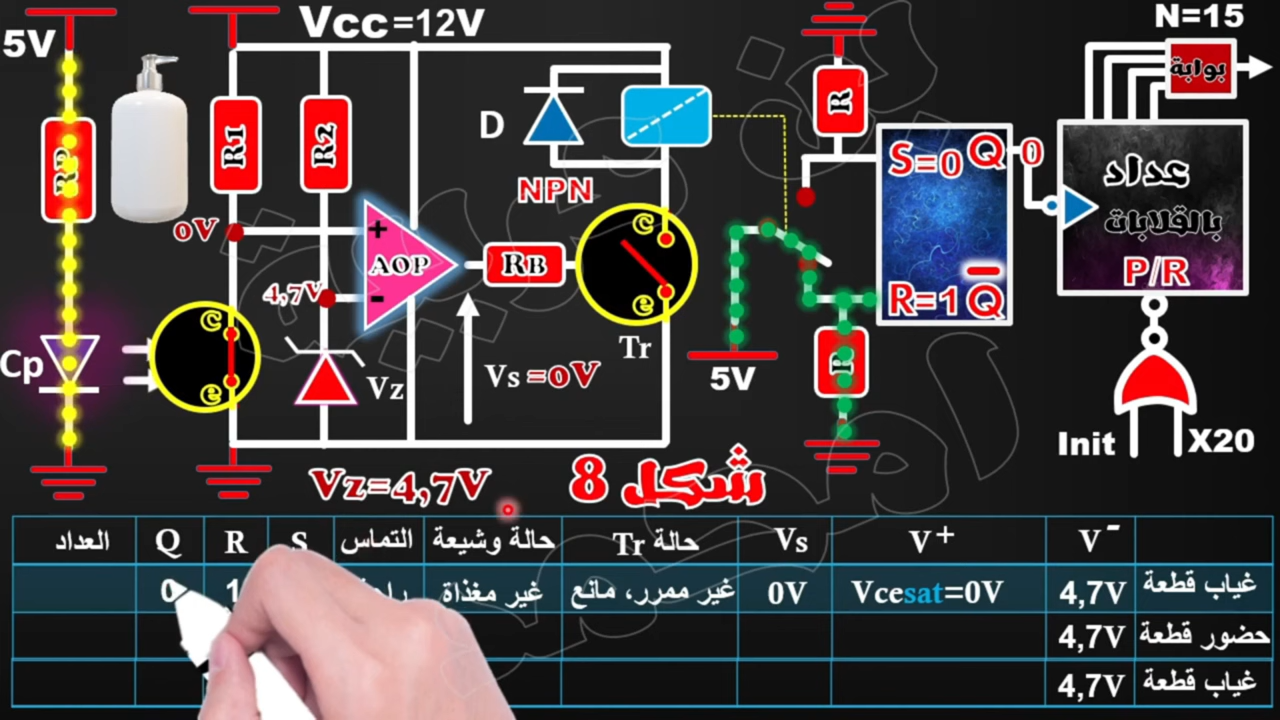 5V
Vcc=12V
N=15
بوابة
RP
R1
R2
D
NPN
R
S=0
Q
0
عداد
بالقلابات
P/R
0V
+
AOP
RB
c
e
Tr
4,7V
-
R=1
Q̅
Cp
c
e
Vz
Vs =0V
5V
R
Init
X20
Vz=4,7V
شكل 8
V⁻
V⁺
Vs
حالة Tr
حالة وشيعة
التماس
S
R
Q
العداد
غياب قطعة
4,7V
Vcesat=0V
0V
غير ممرر، مانع
غير مغذاة
1
0
حضور قطعة
4,7V
غياب قطعة
4,7V